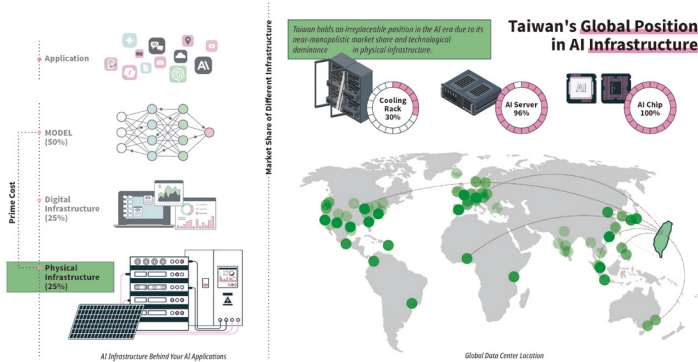 Application
MODEL
(50%)
Prime Cost
Digital
Infrastructure
(25%)
Physical
Infrastructure
(25%)
AI Infrastructure Behind Your AI Applications
Market Share of Different Infrastructure
Taiwan holds an irreplaceable position in the AI era due to its
near-monopolistic market share and technological
dominance in physical infrastructure.
Taiwan's Global Position
in AI Infrastructure
Cooling
Rack
30%
AI Server
96%
AI
AI Chip
100%
Global Data Center Location